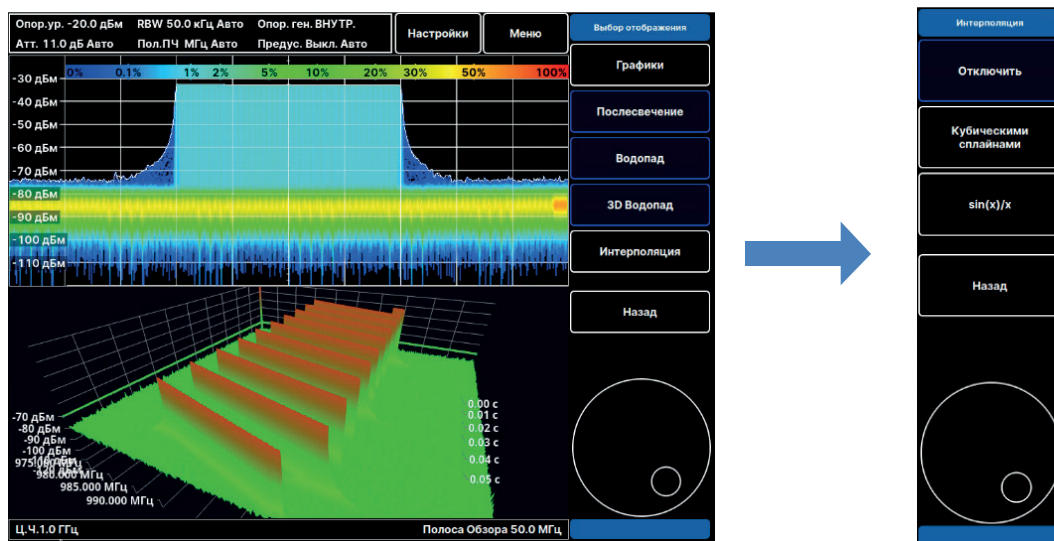 Опор.ур. -20.0 дБм RBW 50.0 кГц Авто Опор. ген. ВНУТР.
Атт. 11.0 дБ Авто Пол.ПЧ МГц Авто Предус. Выкл. Авто
Настройки
Меню
0% 0.1% 1% 2% 5% 10% 20% 30% 50% 100%
-30 дБм
-40 дБм
-50 дБм
-60 дБм
-70 дБм
-80 дБм
-90 дБм
-100 дБм
-110 дБм
-70 дБм
-80 дБм
-90 дБм
-100 дБм
985.000 МГц
990.000 МГц
0.00 с
0.01 с
0.02 с
0.03 с
0.04 с
0.05 с
Ц.Ч.1.0 ГГц
Полоса Обзора 50.0 МГц
Выбор отображения
Графики
Послесвечение
Водопад
3D Водопад
Интерполяция
Назад
Интерполяция
Отключить
Кубическими
сплайнами
sin(x)/x
Назад